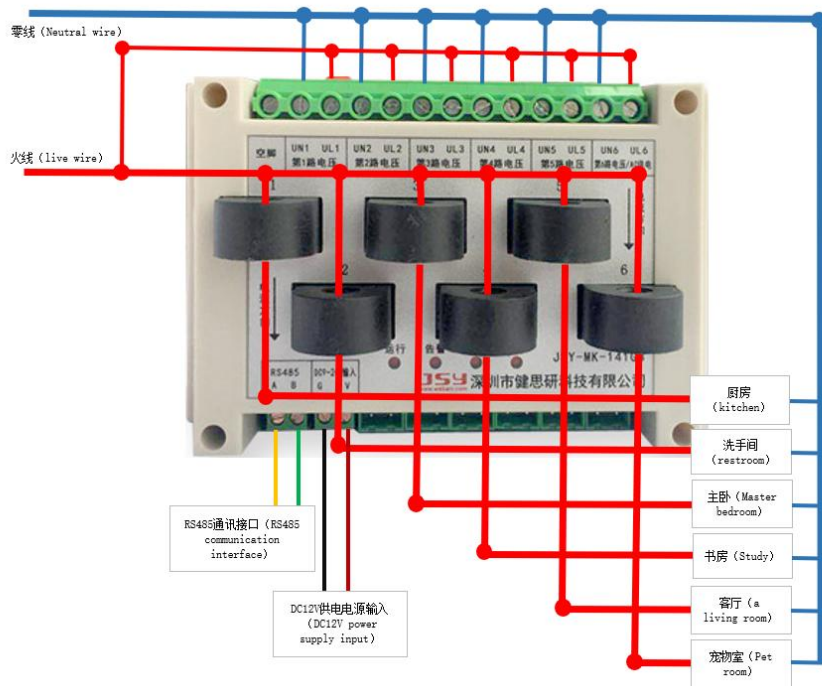 零线 (Neutral wire)
火线 (live wire)
空脚
UN1 UL1
第1路电压
UN2 UL2
第2路电压
UN3 UL3
第3路电压
UN4 UL4
第4路电压
UN5 UL5
第5路电压
UN6 UL6
1
2
3
5
6
运行
告警
RS485
A B
G V
JSY
深圳市健思研科技有限公司
厨房
(kitchen)
洗手间
(restroom)
主卧 (Master
bedroom)
书房 (Study)
客厅 (a
living room)
宠物室 (Pet
room)
RS485通讯接口 (RS485
communication
interface)
DC12V供电电源输入
(DC12V power
supply input)